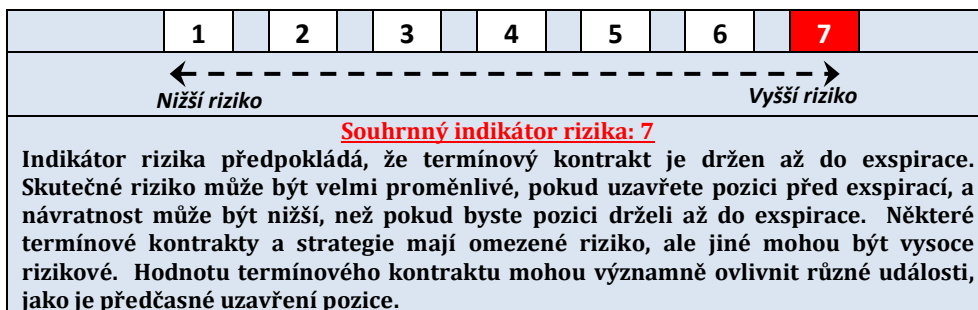 1 2 3 4 5 6 7
Nižší riziko Vyšší riziko
Souhrnný indikátor rizika: 7
Indikátor rizika předpokládá, že termínový kontrakt je držen až do exspirace.
Skutečné riziko může být velmi proměnlivé, pokud uzavřete pozici před exspirací, a
návratnost může být nižší, než pokud byste pozici drželi až do exspirace. Některé
termínové kontrakty a strategie mají omezené riziko, ale jiné mohou být vysoce
rizikové. Hodnotu termínového kontraktu mohou významně ovlivnit různé události,
jako je předčasné uzavření pozice.